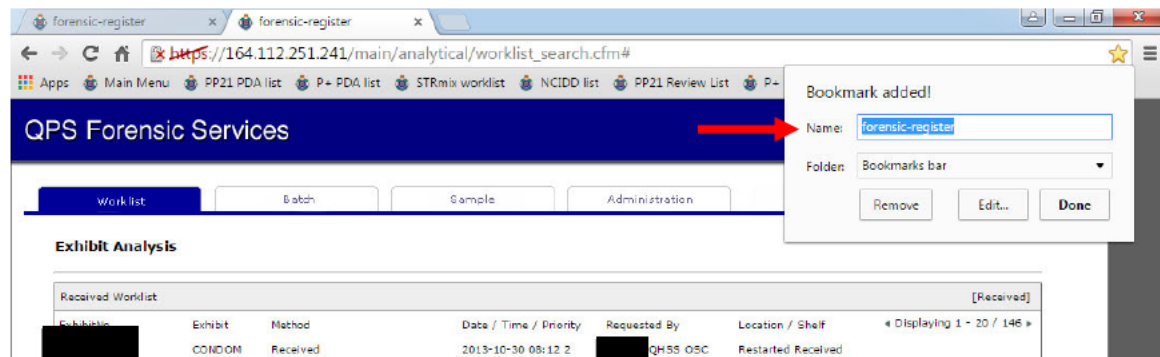 forensic-register x forensic-register x
https://164.112.251.241/main/analytical/worklist_search.cfm#
Apps Main Menu PP21 PDA list P+ PDA list STRmix worklist NCIDD list PP21 Review List P+
Bookmark added!
Name: forensic-register
Folder: Bookmarks bar
Remove Edit... Done
QPS Forensic Services
Worklist Batch Sample Administration
Exhibit Analysis
Received Worklist [Received]
ExhibitNo Exhibit Method Date / Time / Priority Requested By Location / Shelf « Displaying 1 - 20 / 146 »
CONDOM Received 2013-10-30 08:12 2 QHSS OSC Restarted Received